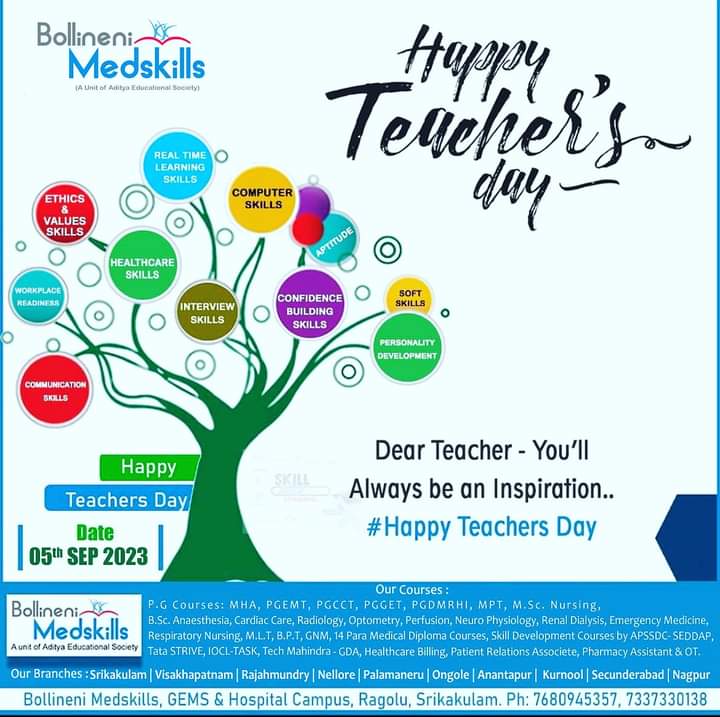 Bollineni
Medskills
(A Unit of Aditya Educational Society)
Happy
Teacher's
day
REAL TIME
LEARNING
SKILLS
COMPUTER
SKILLS
ETHICS
&
VALUES
SKILLS
APTITUDE
HEALTHCARE
SKILLS
WORKPLACE
READINESS
INTERVIEW
SKILLS
CONFIDENCE
BUILDING
SKILLS
SOFT
SKILLS
PERSONALITY
DEVELOPMENT
COMMUNICATION
SKILLS
Happy
Teachers Day
Date
05th SEP 2023
SKILL
Dear Teacher - You'll
Always be an Inspiration..
#Happy Teachers Day
Bollineni
Medskills
A unit of Aditya Educational Society
Our Courses :
P.G Courses: MHA, PGEMT, PGCCT, PGGET, PGDMRHI, MPT, M.Sc. Nursing,
B.Sc. Anaesthesia, Cardiac Care, Radiology, Optometry, Perfusion, Neuro Physiology, Renal Dialysis, Emergency Medicine,
Respiratory Nursing, M.L.T, B.P.T, GNM, 14 Para Medical Diploma Courses, Skill Development Courses by APSSDC- SEDDAP,
Tata STRIVE, IOCL-TASK, Tech Mahindra - GDA, Healthcare Billing, Patient Relations Associete, Pharmacy Assistant & OT.
Our Branches : Srikakulam | Visakhapatnam | Rajahmundry | Nellore | Palamaneru | Ongole | Anantapur | Kurnool | Secunderabad | Nagpur
Bollineni Medskills, GEMS & Hospital Campus, Ragolu, Srikakulam. Ph: 7680945357, 7337330138